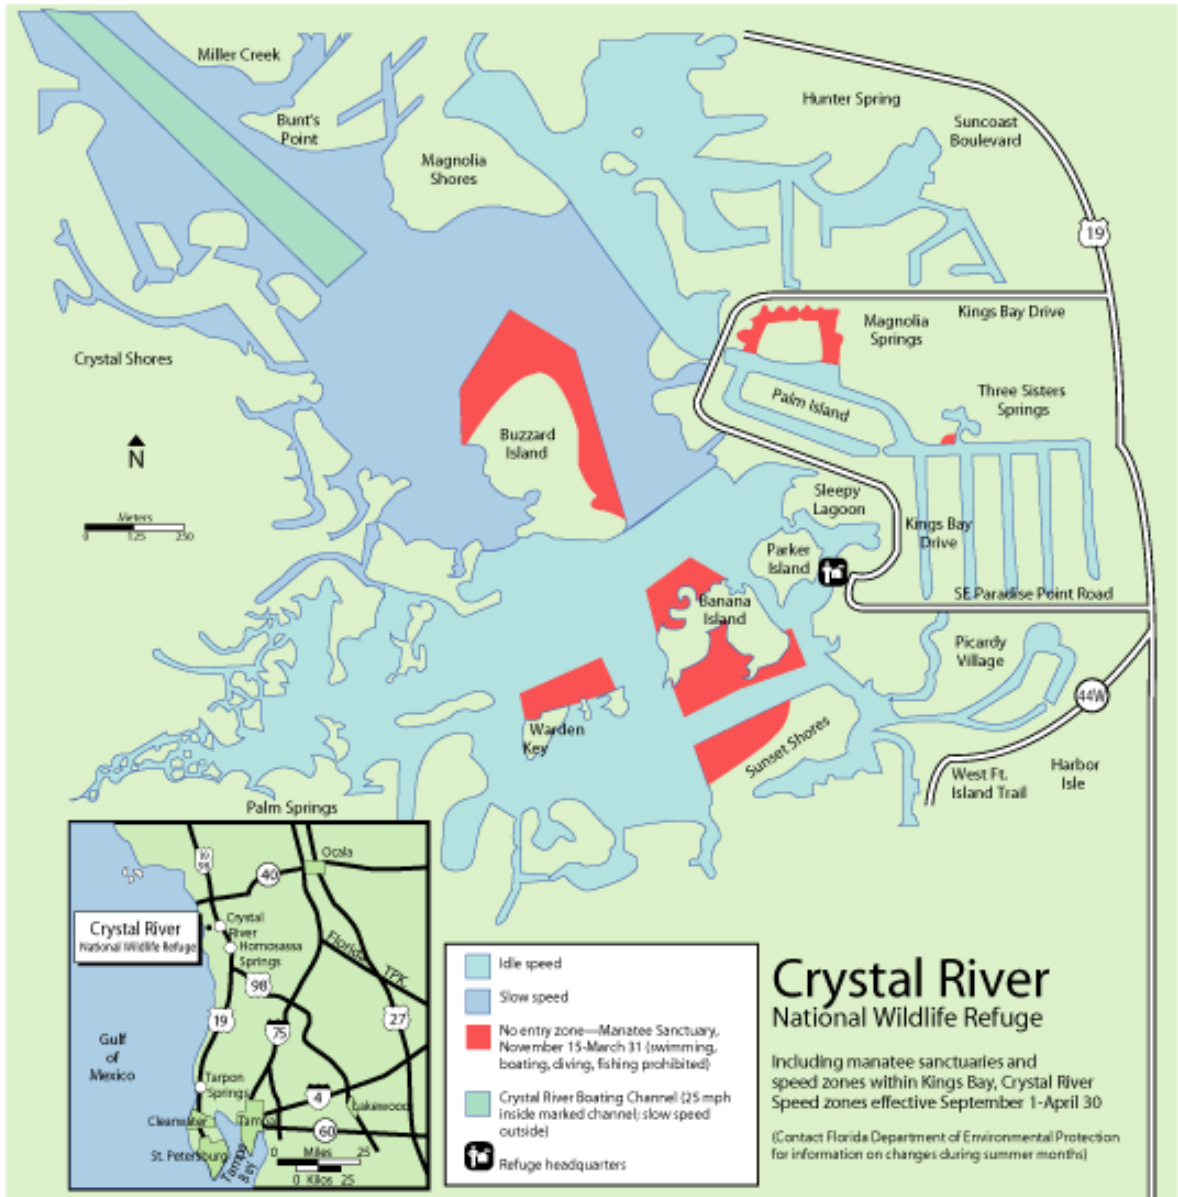 Miller Creek
Bunt's
Point
Magnolia
Shores
Hunter Spring
Suncoast
Boulevard
19
Kings Bay Drive
Magnolia
Springs
Crystal Shores
Three Sisters
Springs
Palm Island
Buzzard
Island
N
Meters
0 125 250
Sleepy
Lagoon
Kings Bay
Drive
Parker
Island
SE Paradise Point Road
Banana
Island
Picardy
Village
44W
Warden
Key
Sunset Shores
West Ft.
Island Trail
Harbor
Isle
Palm Springs
19
98
Ocala
40
Crystal River
National Wildlife Refuge
Crystal
River
Homosassa
Springs
Florida
TPK.
98
19
75
27
Gulf
of
Mexico
Tarpon
Springs
4
Lakewood
Clearwater
Tampa
60
St. Petersburg
Tampa
Bay
0 Miles 25
0 Kilos 25
Idle speed
Slow speed
No entry zone—Manatee Sanctuary,
November 15-March 31 (swimming,
boating, diving, fishing prohibited)
Crystal River Boating Channel (25 mph
inside marked channel; slow speed
outside)
Refuge headquarters
Crystal River
National Wildlife Refuge
Including manatee sanctuaries and
speed zones within Kings Bay, Crystal River
Speed zones effective September 1-April 30
(Contact Florida Department of Environmental Protection
for information on changes during summer months)